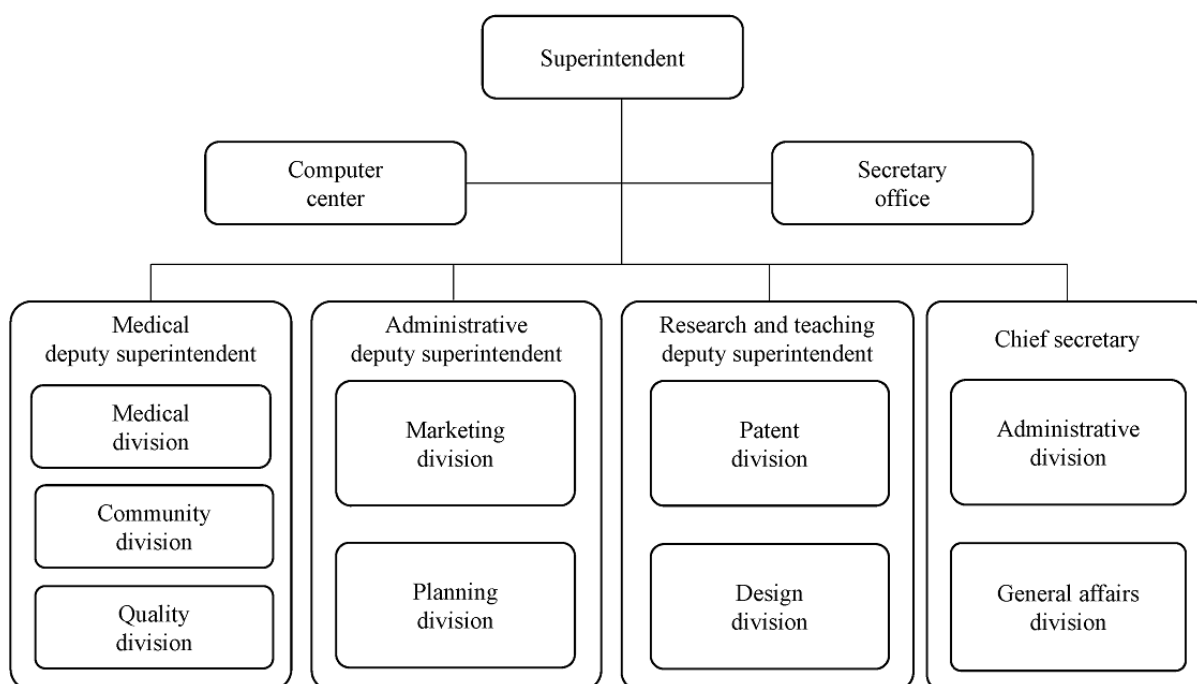 Superintendent
Computer
center
Secretary
office
Medical
deputy superintendent
Medical
division
Community
division
Quality
division
Administrative
deputy superintendent
Marketing
division
Planning
division
Research and teaching
deputy superintendent
Patent
division
Design
division
Chief secretary
Administrative
division
General affairs
division